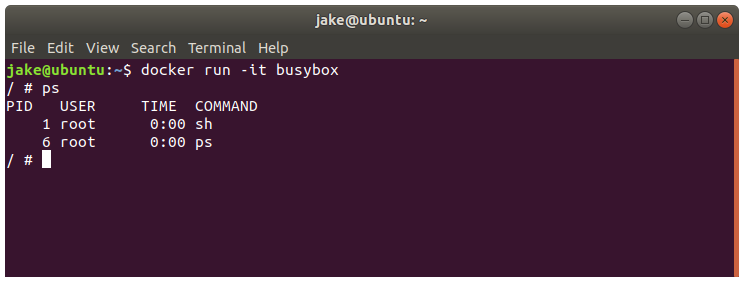 jake@ubuntu: ~
File Edit View Search Terminal Help
jake@ubuntu:~$ docker run -it busybox
/ # ps
PID   USER     TIME  COMMAND
    1 root      0:00 sh
    6 root      0:00 ps
/ #